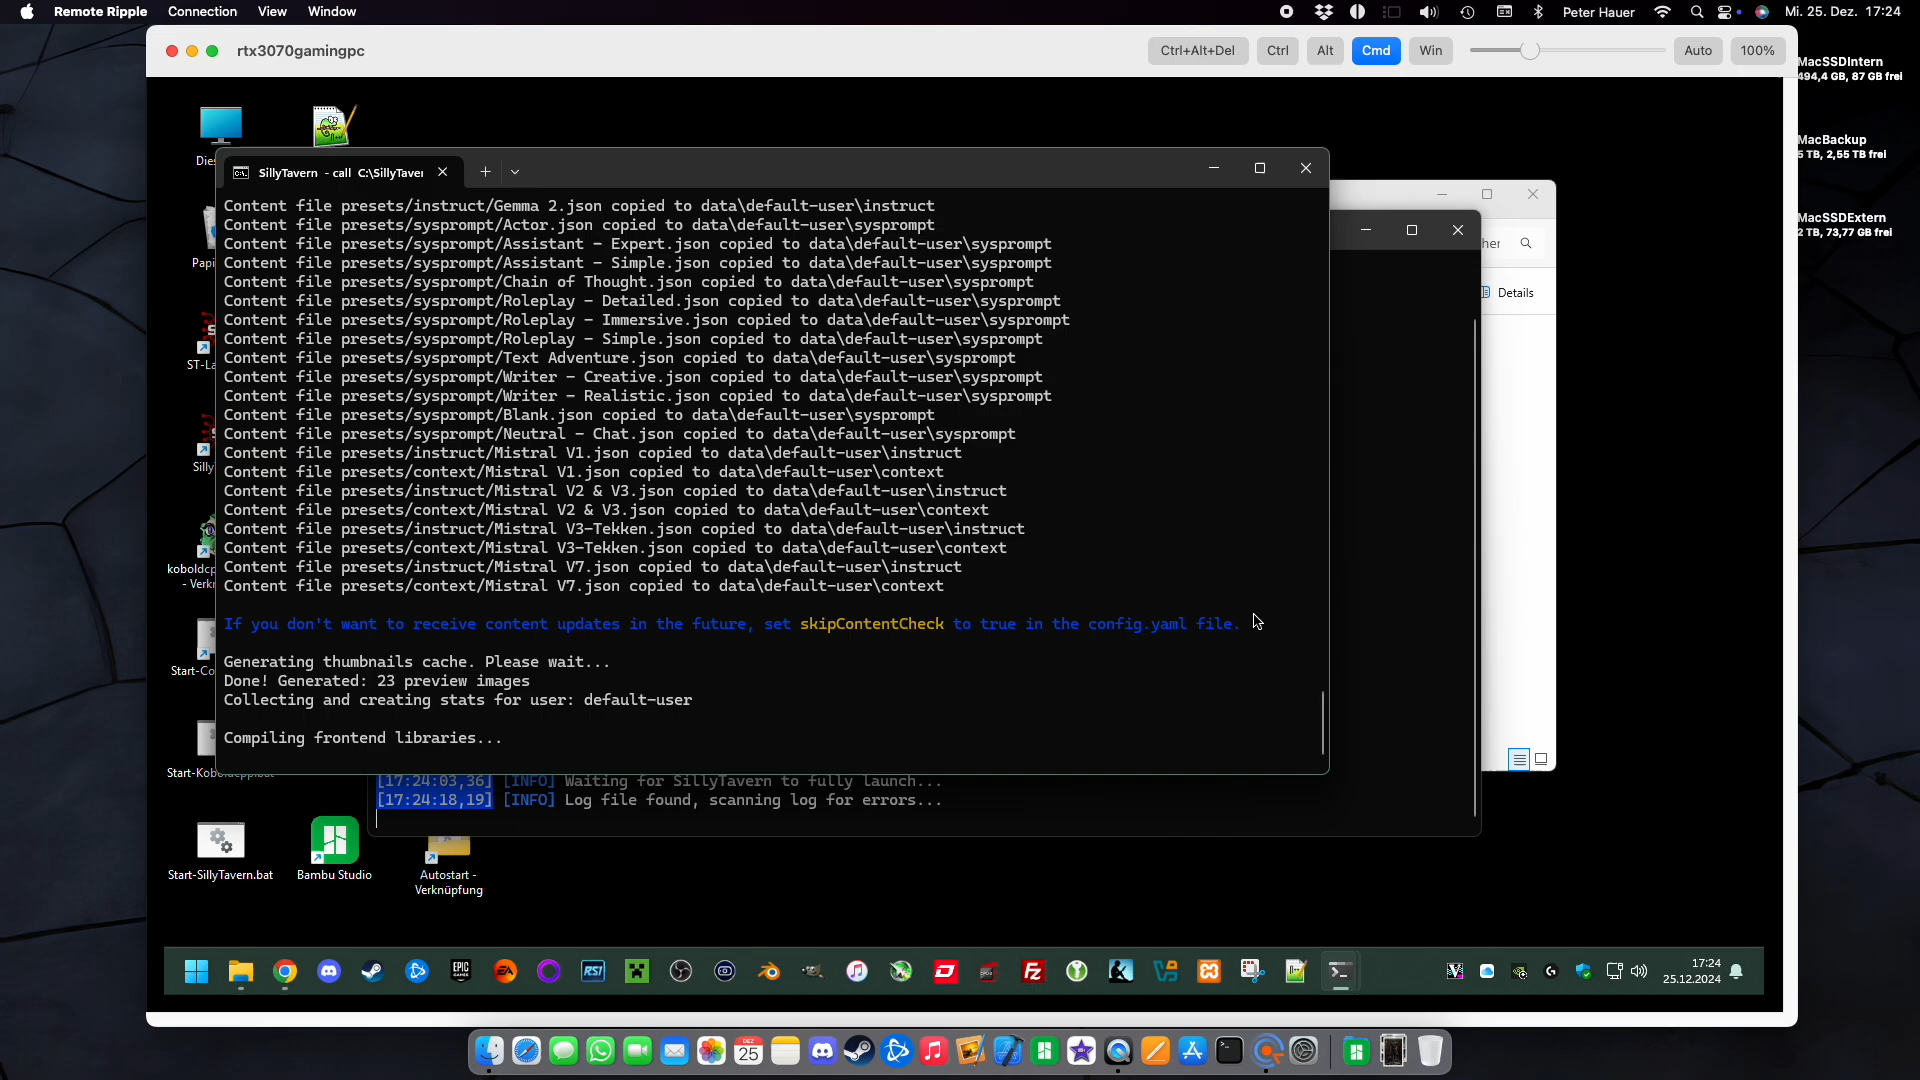 Remote Ripple Connection View Window
Peter Hauer Mi. 25. Dez. 17:24
rtx3070gamingpc
Ctrl+Alt+Del Ctrl Alt Cmd Win Auto 100%
MacSSDIntern
494,4 GB, 87 GB frei
MacBackup
5 TB, 2,55 TB frei
MacSSDExtern
2 TB, 73,77 GB frei
SillyTavern - call C:\SillyTaver
Content file presets/instruct/Gemma 2.json copied to data\default-user\instruct
Content file presets/sysprompt/Actor.json copied to data\default-user\sysprompt
Content file presets/sysprompt/Assistant - Expert.json copied to data\default-user\sysprompt
Content file presets/sysprompt/Assistant - Simple.json copied to data\default-user\sysprompt
Content file presets/sysprompt/Chain of Thought.json copied to data\default-user\sysprompt
Content file presets/sysprompt/Roleplay - Detailed.json copied to data\default-user\sysprompt
Content file presets/sysprompt/Roleplay - Immersive.json copied to data\default-user\sysprompt
Content file presets/sysprompt/Roleplay - Simple.json copied to data\default-user\sysprompt
Content file presets/sysprompt/Text Adventure.json copied to data\default-user\sysprompt
Content file presets/sysprompt/Writer - Creative.json copied to data\default-user\sysprompt
Content file presets/sysprompt/Writer - Realistic.json copied to data\default-user\sysprompt
Content file presets/sysprompt/Blank.json copied to data\default-user\sysprompt
Content file presets/sysprompt/Neutral - Chat.json copied to data\default-user\sysprompt
Content file presets/instruct/Mistral V1.json copied to data\default-user\instruct
Content file presets/context/Mistral V1.json copied to data\default-user\context
Content file presets/instruct/Mistral V2 & V3.json copied to data\default-user\instruct
Content file presets/context/Mistral V2 & V3.json copied to data\default-user\context
Content file presets/instruct/Mistral V3-Tekken.json copied to data\default-user\instruct
Content file presets/context/Mistral V3-Tekken.json copied to data\default-user\context
Content file presets/instruct/Mistral V7.json copied to data\default-user\instruct
Content file presets/context/Mistral V7.json copied to data\default-user\context
If you don't want to receive content updates in the future, set skipContentCheck to true in the config.yaml file.
Generating thumbnails cache. Please wait...
Done! Generated: 23 preview images
Collecting and creating stats for user: default-user
Compiling frontend libraries...
[17:24:03,36] [INFO] Waiting for SillyTavern to fully launch...
[17:24:18,19] [INFO] Log file found, scanning log for errors...
her
Details
Dies
Papi
ST-La
Silly
koboldcp
- Verkn
Start-Co
Start-Koboldcpp.bat
Start-SillyTavern.bat
Bambu Studio
Autostart -
Verknüpfung
EPIC
GAMES
EA
RSI
17:24
25.12.2024
DEZ
25